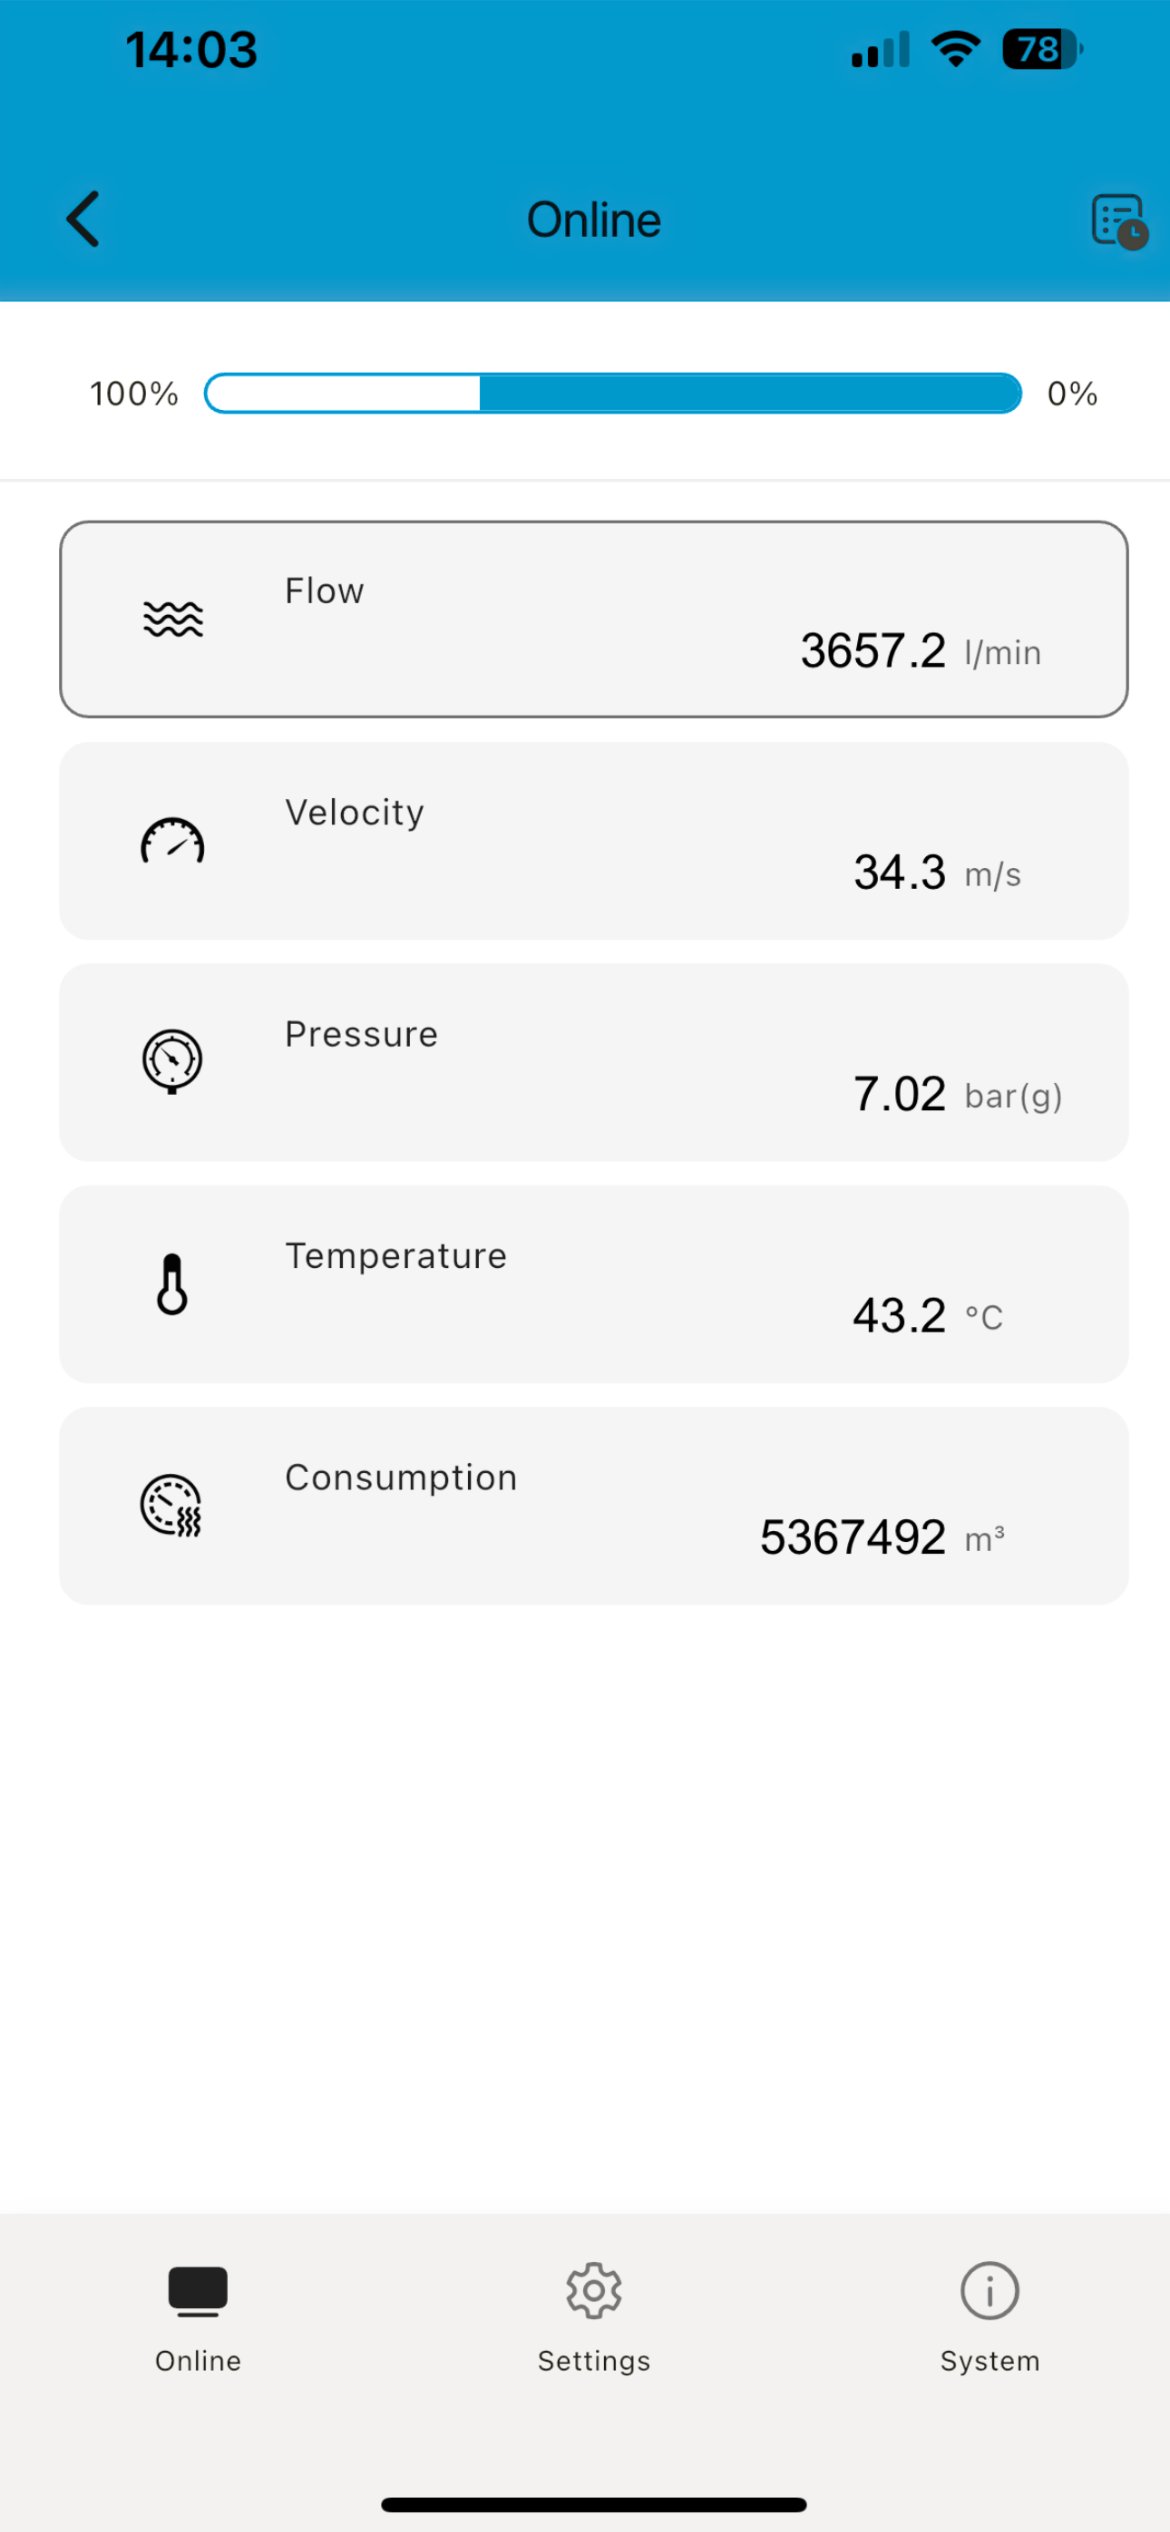 14:03 78
Online
100% 0%
Flow
3657.2 l/min
Velocity
34.3 m/s
Pressure
7.02 bar(g)
Temperature
43.2 °C
Consumption
5367492 m³
Online Settings System